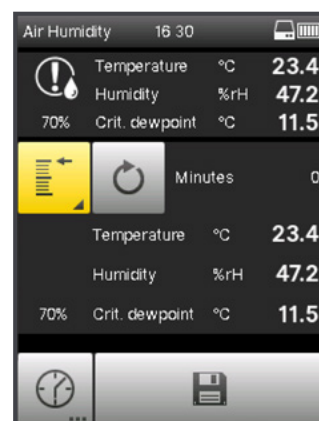 Air Humidity 16 30
Temperature °C 23.4
Humidity %rH 47.2
70% Crit. dewpoint °C 11.5
Minutes 0
Temperature °C 23.4
Humidity %rH 47.2
70% Crit. dewpoint °C 11.5